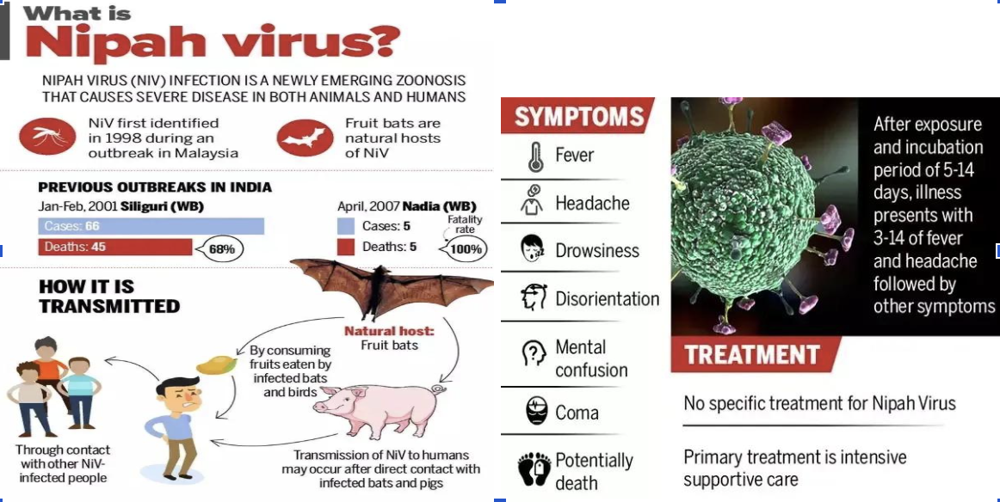 What is
Nipah virus?
NIPAH VIRUS (NIV) INFECTION IS A NEWLY EMERGING ZOONOSIS
THAT CAUSES SEVERE DISEASE IN BOTH ANIMALS AND HUMANS
NiV first identified
in 1998 during an
outbreak in Malaysia
Fruit bats are
natural hosts
of NiV
PREVIOUS OUTBREAKS IN INDIA
Jan-Feb, 2001 Siliguri (WB)
Cases: 66
Deaths: 45
68%
April, 2007 Nadia (WB)
Cases: 5
Deaths: 5
Fatality
rate
100%
HOW IT IS
TRANSMITTED
Natural host:
Fruit bats
By consuming
fruits eaten by
infected bats
and birds
Through contact
with other NiV-
infected people
Transmission of NiV to humans
may occur after direct contact with
infected bats and pigs
SYMPTOMS
Fever
Headache
Drowsiness
Disorientation
Mental
confusion
Coma
Potentially
death
After exposure
and incubation
period of 5-14
days, illness
presents with
3-14 of fever
and headache
followed by
other symptoms
TREATMENT
No specific treatment for Nipah Virus
Primary treatment is intensive
supportive care